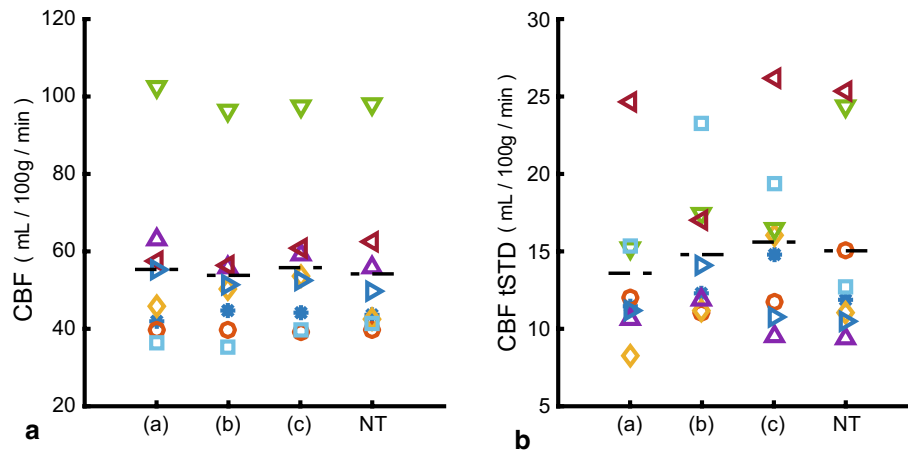 120
100
80
60
40
20
CBF ( mL / 100g / min )
(a) (b) (c) NT
a
30
25
20
15
10
5
CBF tSTD ( mL / 100g / min )
(a) (b) (c) NT
b